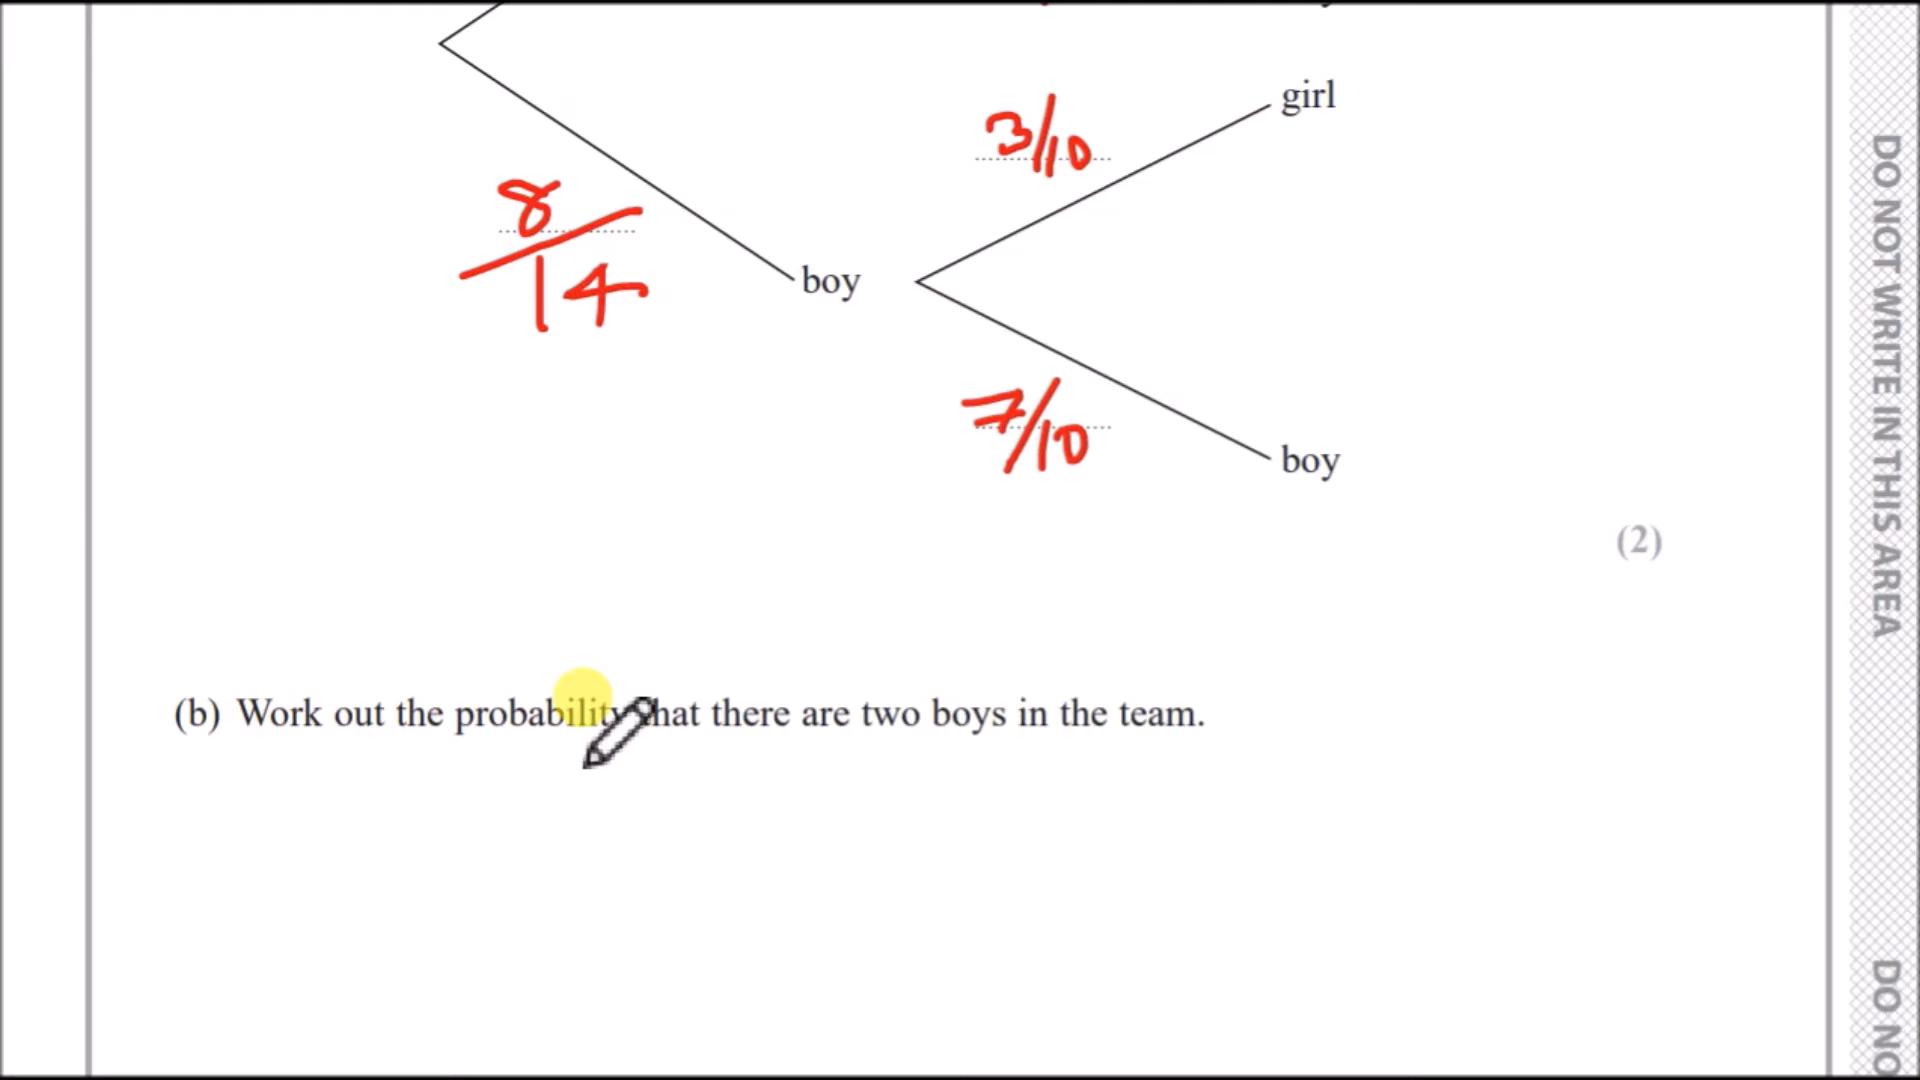 girl
3/10
8/14
boy
7/10
boy
(2)
(b) Work out the probability that there are two boys in the team.
DO NOT WRITE IN THIS AREA
DO NO